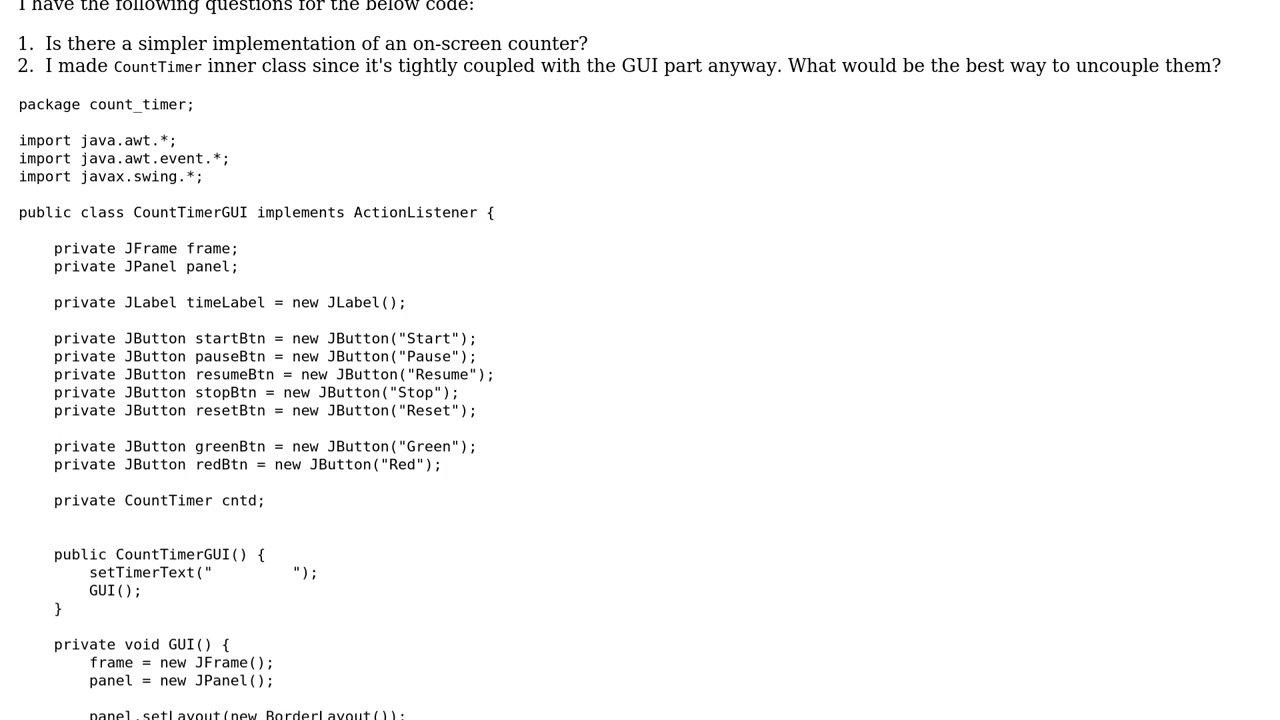 I have the following questions for the below code:
1. Is there a simpler implementation of an on-screen counter?
2. I made CountTimer inner class since it's tightly coupled with the GUI part anyway. What would be the best way to uncouple them?
package count_timer;
import java.awt.*;
import java.awt.event.*;
import javax.swing.*;
public class CountTimerGUI implements ActionListener {
    private JFrame frame;
    private JPanel panel;
    private JLabel timeLabel = new JLabel();
    private JButton startBtn = new JButton("Start");
    private JButton pauseBtn = new JButton("Pause");
    private JButton resumeBtn = new JButton("Resume");
    private JButton stopBtn = new JButton("Stop");
    private JButton resetBtn = new JButton("Reset");
    private JButton greenBtn = new JButton("Green");
    private JButton redBtn = new JButton("Red");
    private CountTimer cntd;
    public CountTimerGUI() {
        setTimerText("         ");
        GUI();
    }
    private void GUI() {
        frame = new JFrame();
        panel = new JPanel();
        panel.setLayout(new BorderLayout());